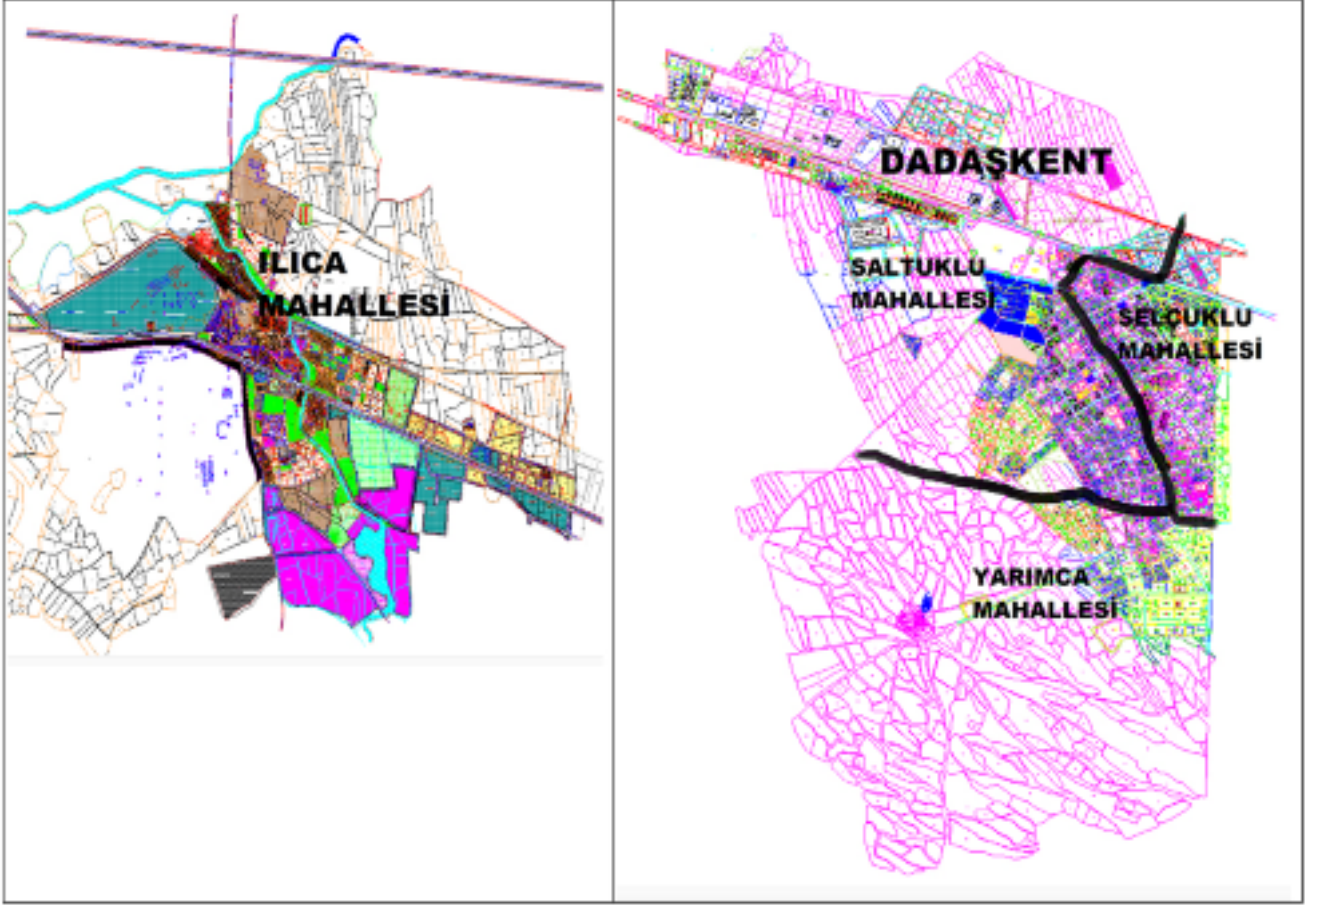 ILICA
MAHALLESİ
DADAŞKENT
SALTUKLU
MAHALLESİ
SELÇUKLU
MAHALLESİ
YARIMCA
MAHALLESİ